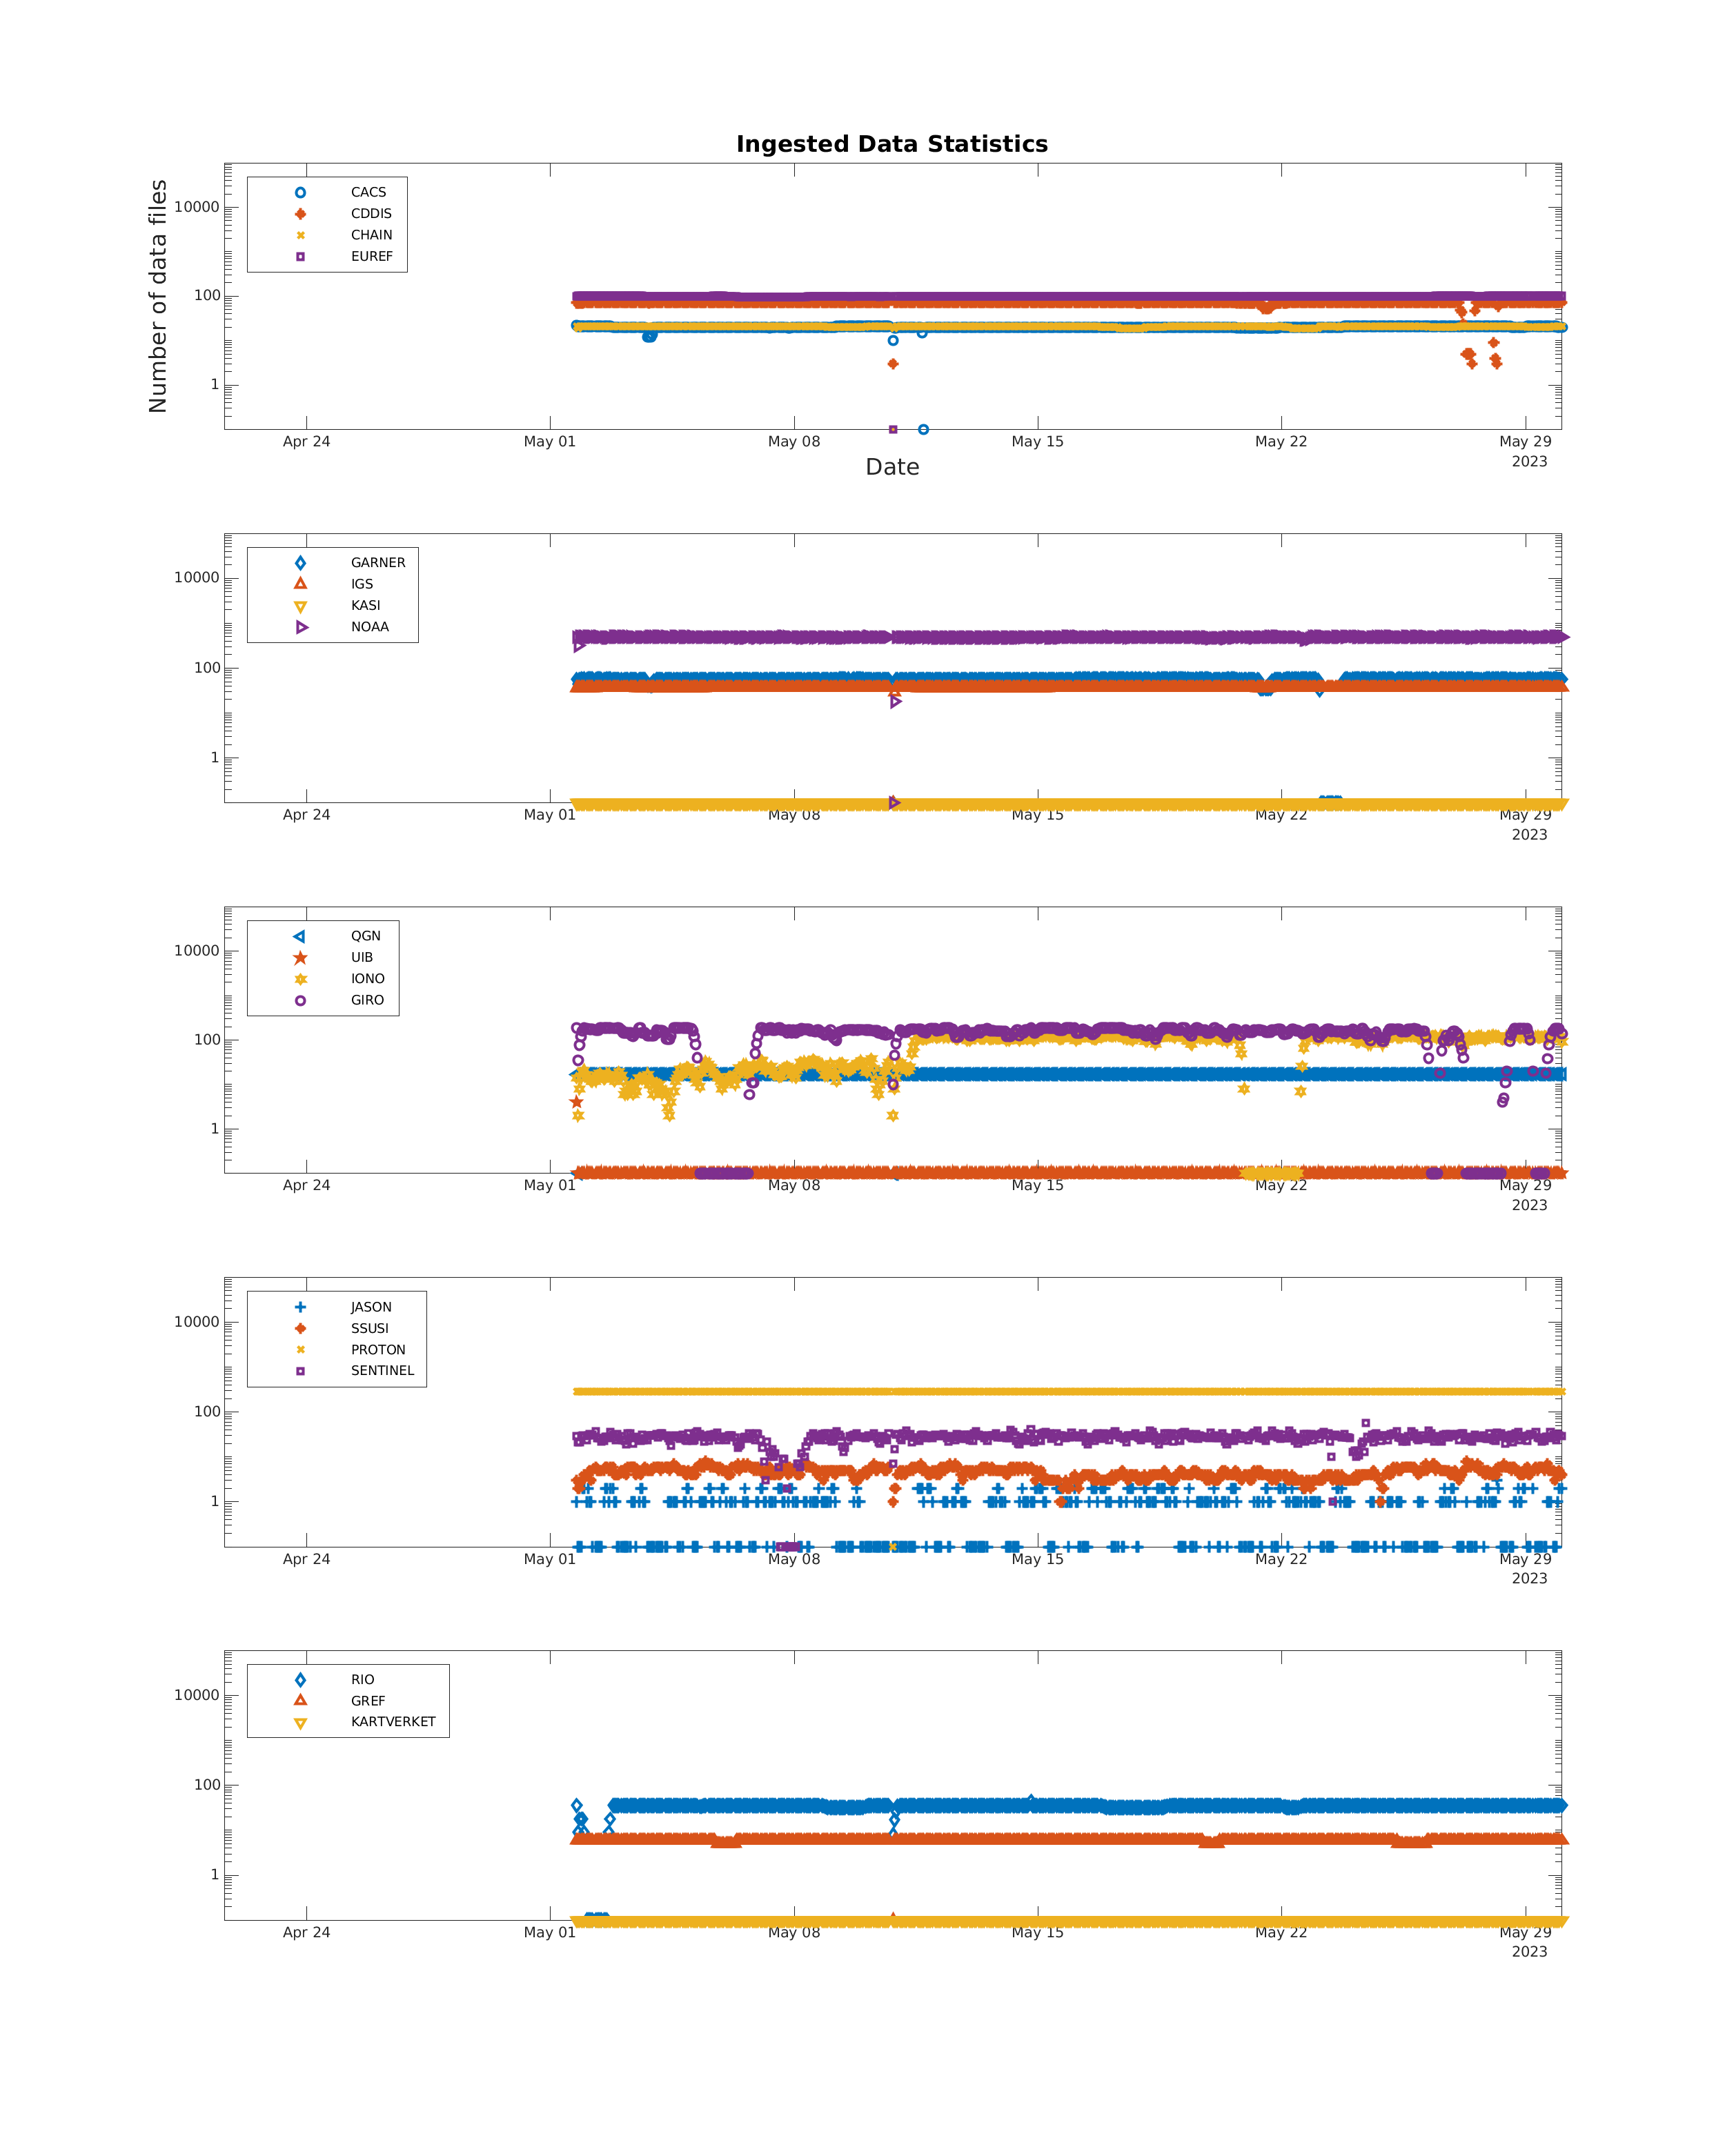 Ingested Data Statistics
Number of data files
10000
100
1
CACS
CDDIS
CHAIN
EUREF
Apr 24 May 01 May 08 May 15 May 22 May 29
2023
Date
10000
100
1
GARNER
IGS
KASI
NOAA
Apr 24 May 01 May 08 May 15 May 22 May 29
2023
10000
100
1
QGN
UIB
IONO
GIRO
Apr 24 May 01 May 08 May 15 May 22 May 29
2023
10000
100
1
JASON
SSUSI
PROTON
SENTINEL
Apr 24 May 01 May 08 May 15 May 22 May 29
2023
10000
100
1
RIO
GREF
KARTVERKET
Apr 24 May 01 May 08 May 15 May 22 May 29
2023